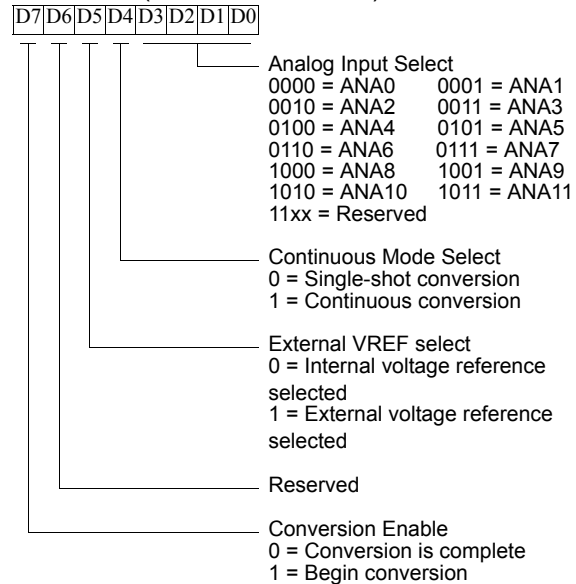 D7 D6 D5 D4 D3 D2 D1 D0
Analog Input Select
0000 = ANA0 0001 = ANA1
0010 = ANA2 0011 = ANA3
0100 = ANA4 0101 = ANA5
0110 = ANA6 0111 = ANA7
1000 = ANA8 1001 = ANA9
1010 = ANA10 1011 = ANA11
11xx = Reserved
Continuous Mode Select
0 = Single-shot conversion
1 = Continuous conversion
External VREF select
0 = Internal voltage reference
selected
1 = External voltage reference
selected
Reserved
Conversion Enable
0 = Conversion is complete
1 = Begin conversion